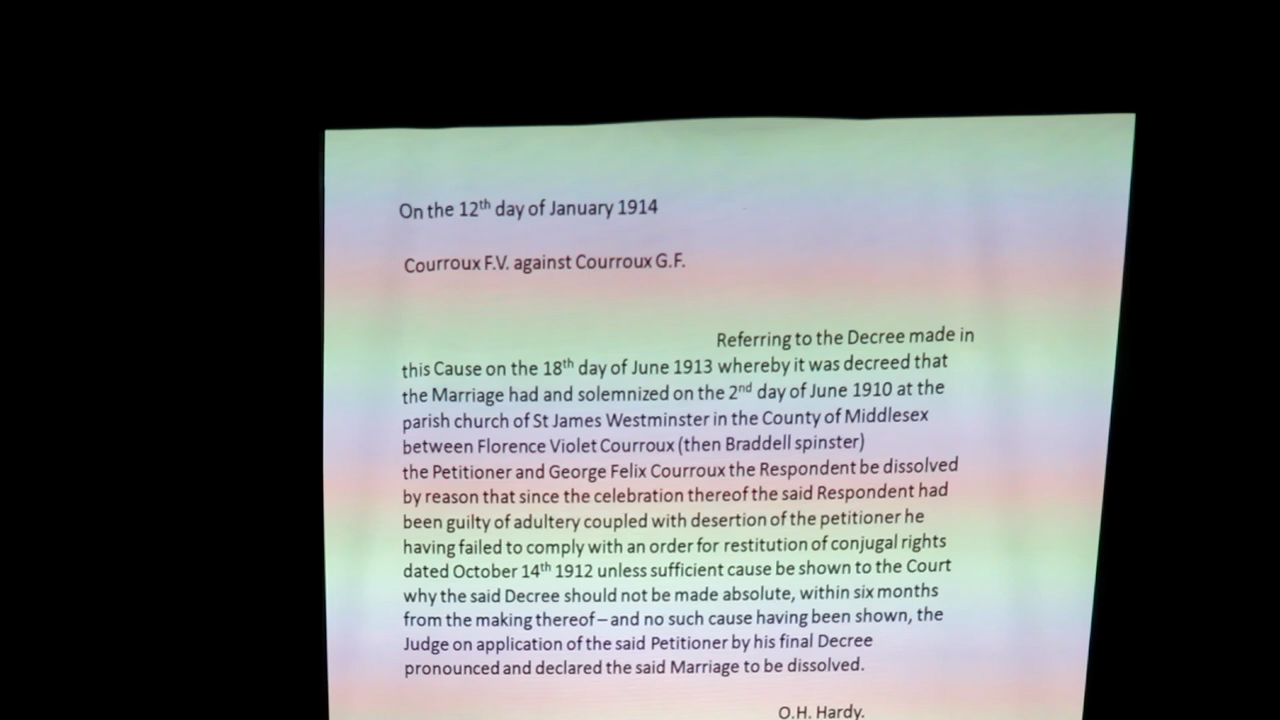 On the 12th day of January 1914
Courroux F.V. against Courroux G.F.
Referring to the Decree made in
this Cause on the 18th day of June 1913 whereby it was decreed that
the Marriage had and solemnized on the 2nd day of June 1910 at the
parish church of St James Westminster in the County of Middlesex
between Florence Violet Courroux (then Braddell spinster)
the Petitioner and George Felix Courroux the Respondent be dissolved
by reason that since the celebration thereof the said Respondent had
been guilty of adultery coupled with desertion of the petitioner he
having failed to comply with an order for restitution of conjugal rights
dated October 14th 1912 unless sufficient cause be shown to the Court
why the said Decree should not be made absolute, within six months
from the making thereof – and no such cause having been shown, the
Judge on application of the said Petitioner by his final Decree
pronounced and declared the said Marriage to be dissolved.
O.H. Hardy.